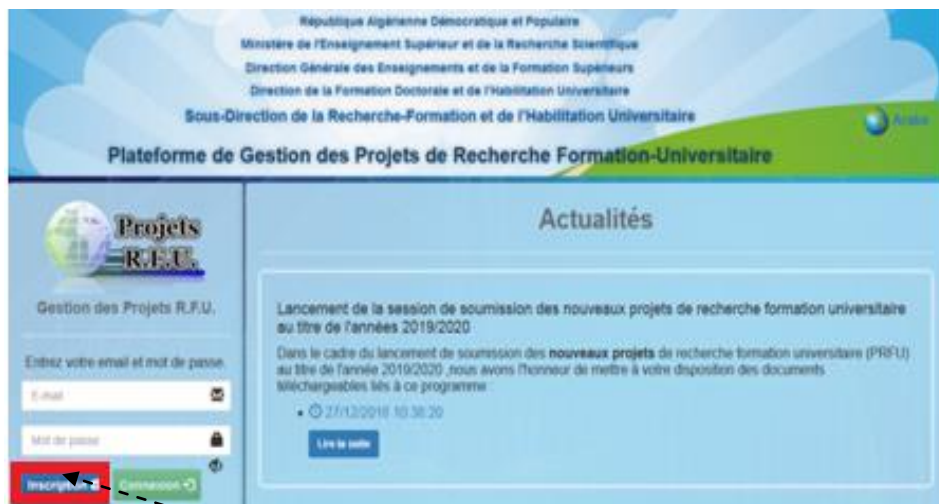 République Algérienne Démocratique et Populaire
Ministère de l'Enseignement Supérieur et de la Recherche Scientifique
Direction Générale des Enseignements et de la Formation Supérieurs
Direction de la Formation Doctorale et de l'Habilitation Universitaire
Sous-Direction de la Recherche-Formation et de l'Habilitation Universitaire
Arabe
Plateforme de Gestion des Projets de Recherche Formation-Universitaire
Projets
R.F.U.
Gestion des Projets R.F.U.
Entrez votre email et mot de passe.
E-mail
Mot de passe
Inscription
Connexion
Actualités
Lancement de la session de soumission des nouveaux projets de recherche formation universitaire
au titre de l'années 2019/2020
Dans le cadre du lancement de soumission des nouveaux projets de recherche formation universitaire (PRFU)
au titre de l'année 2019/2020 ,nous avons l'honneur de mettre à votre disposition des documents
téléchargeables liés à ce programme
27/12/2018 10:38:20
Lire la suite